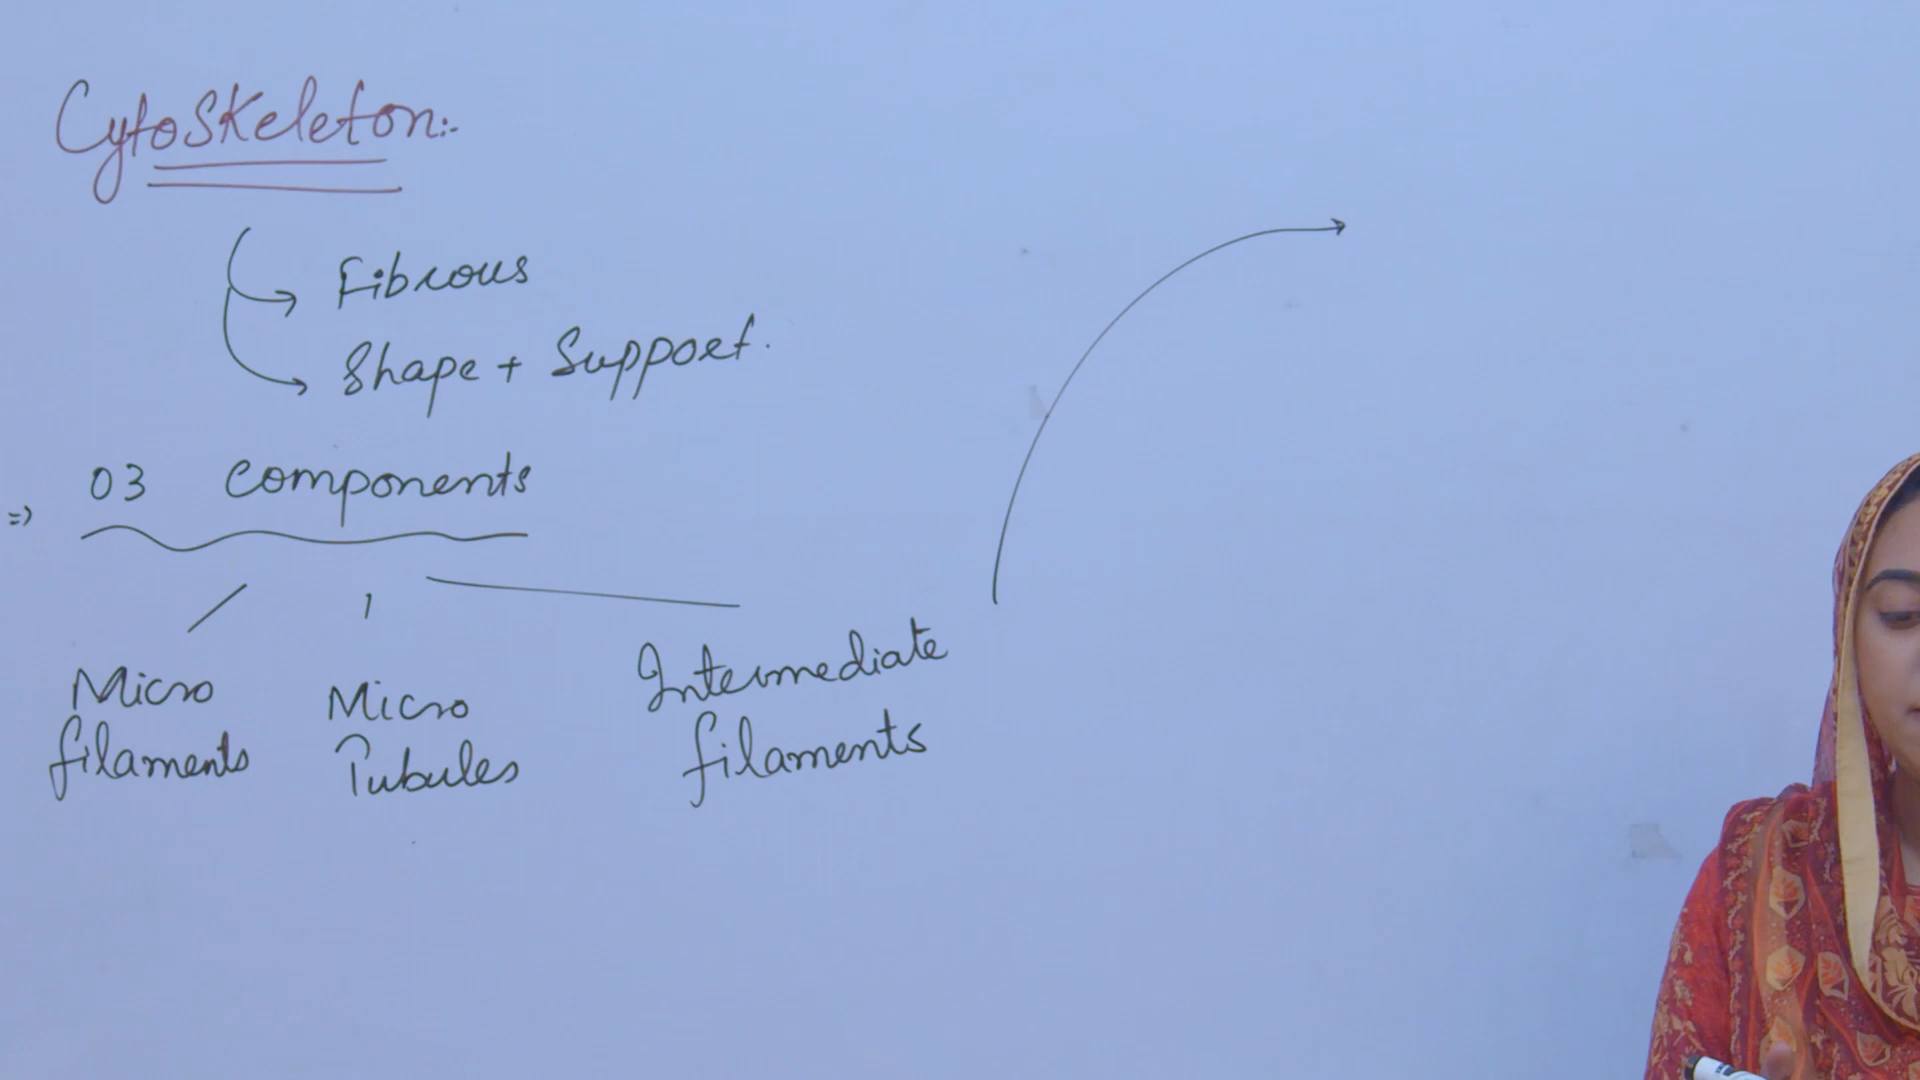 CytoSkeleton:-
Fibrous
Shape + Support.
=> 03 components
Micro filaments
Micro Tubules
Intermediate filaments